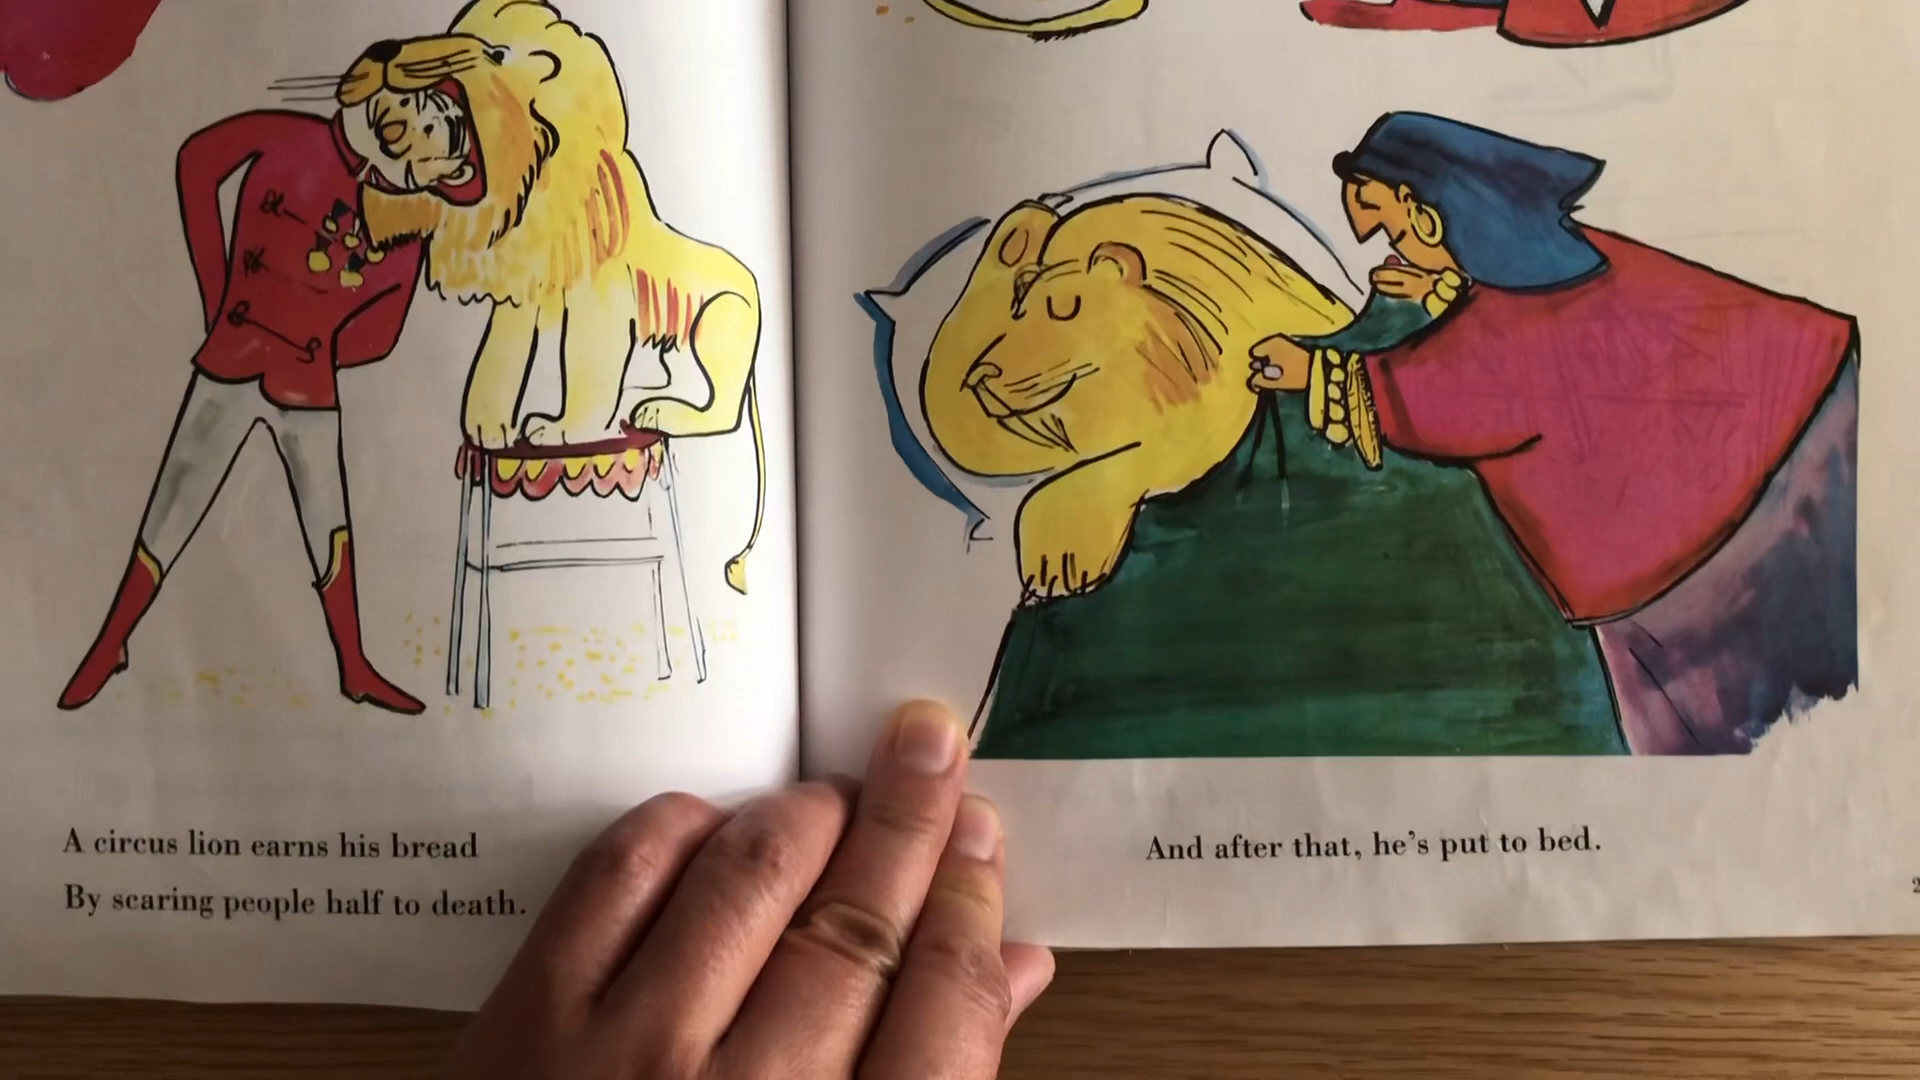 A circus lion earns his bread
By scaring people half to death.
And after that, he's put to bed.